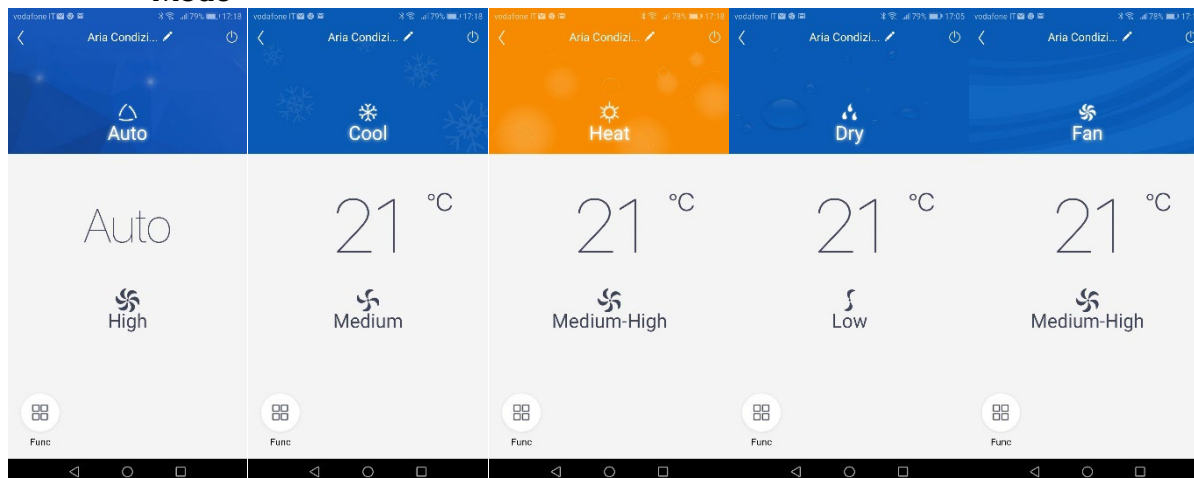 vodafone IT 79% 17:18
Aria Condizi...
Auto
Auto
High
Func
vodafone IT 79% 17:18
Aria Condizi...
Cool
21 °C
Medium
Func
vodafone IT 79% 17:18
Aria Condizi...
Heat
21 °C
Medium-High
Func
vodafone IT 79% 17:05
Aria Condizi...
Dry
21 °C
Low
Func
vodafone IT 78%
Aria Condizi...
Fan
21 °C
Medium-High
Func